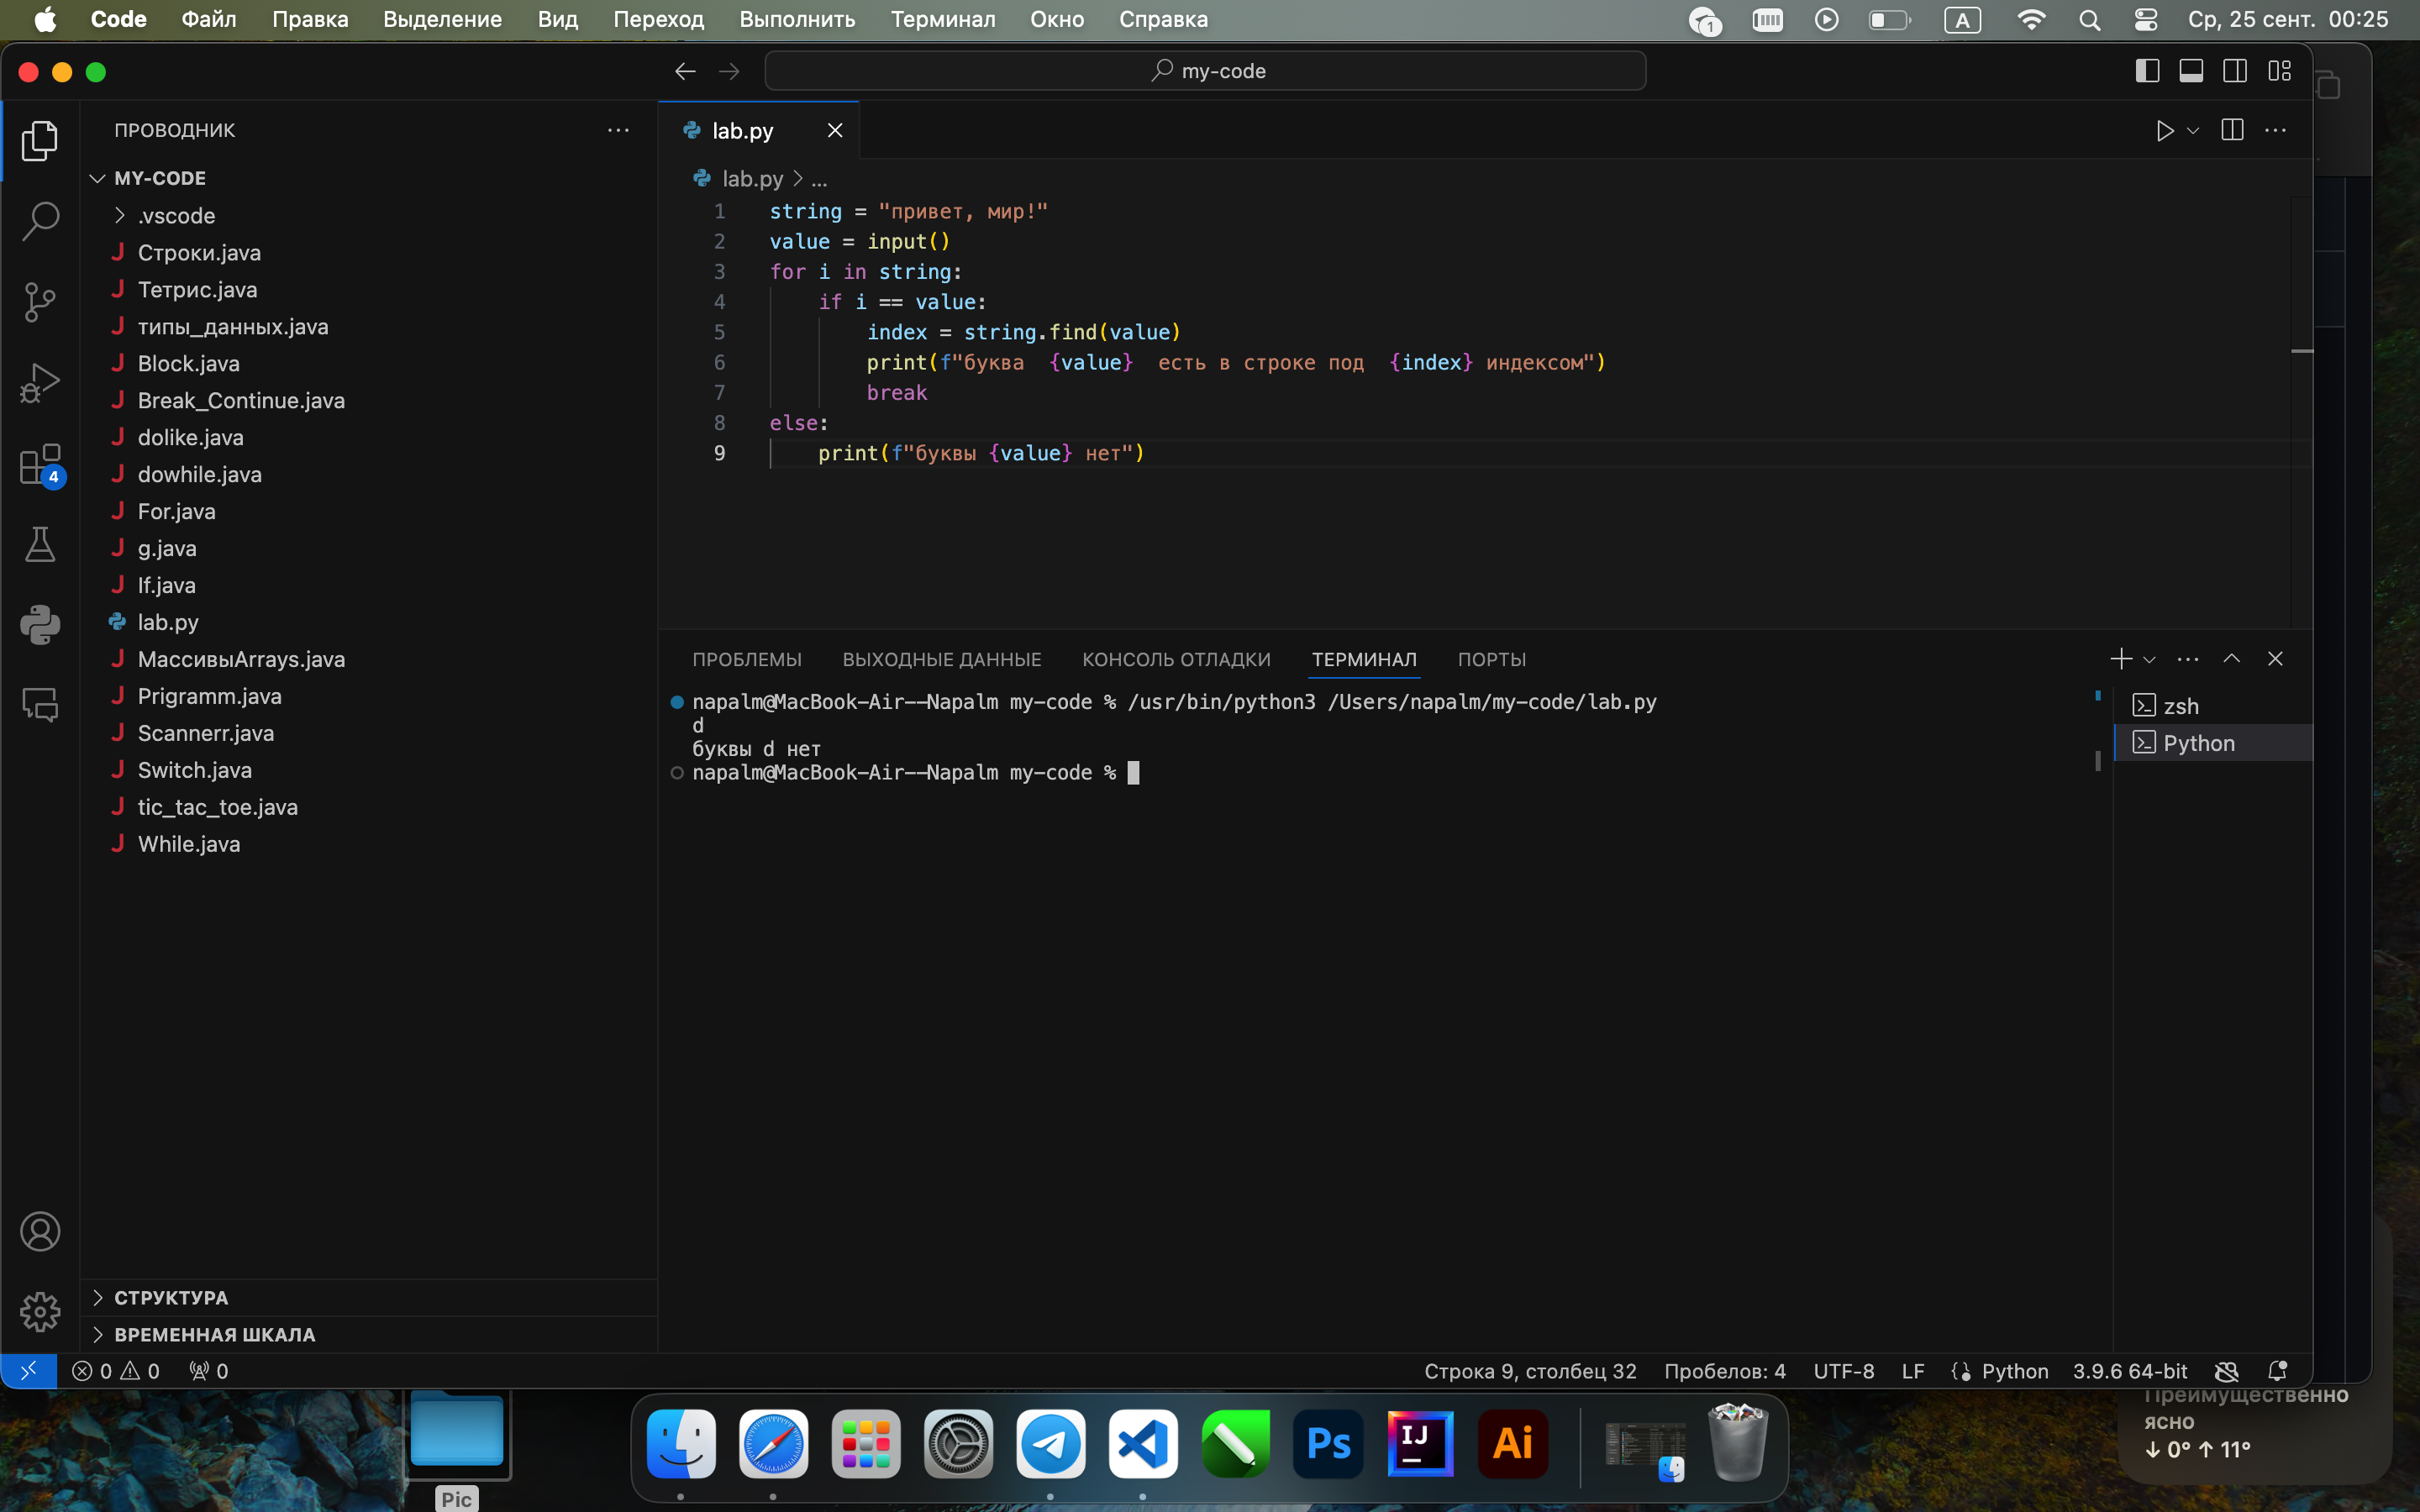 Code Файл Правка Выделение Вид Переход Выполнить Терминал Окно Справка 1 A Ср, 25 сент. 00:25
my-code
ПРОВОДНИК
MY-CODE
.vscode
J Строки.java
J Тетрис.java
J типы_данных.java
J Block.java
J Break_Continue.java
J dolike.java
J dowhile.java
J For.java
J g.java
J If.java
lab.py
J МассивыArrays.java
J Prigramm.java
J Scannerr.java
J Switch.java
J tic_tac_toe.java
J While.java
4
СТРУКТУРА
ВРЕМЕННАЯ ШКАЛА
lab.py
lab.py > ...
1 string = "привет, мир!"
2 value = input()
3 for i in string:
4 if i == value:
5 index = string.find(value)
6 print(f"буква  {value}  есть в строке под  {index} индексом")
7 break
8 else:
9 print(f"буквы {value} нет")
ПРОБЛЕМЫ ВЫХОДНЫЕ ДАННЫЕ КОНСОЛЬ ОТЛАДКИ ТЕРМИНАЛ ПОРТЫ
napalm@MacBook-Air--Napalm my-code % /usr/bin/python3 /Users/napalm/my-code/lab.py
d
буквы d нет
napalm@MacBook-Air--Napalm my-code %
zsh
Python
0 0 0 Строка 9, столбец 32 Пробелов: 4 UTF-8 LF Python 3.9.6 64-bit
Преимущественно
ясно
↓ 0° ↑ 11°
Ps IJ Ai
Pic